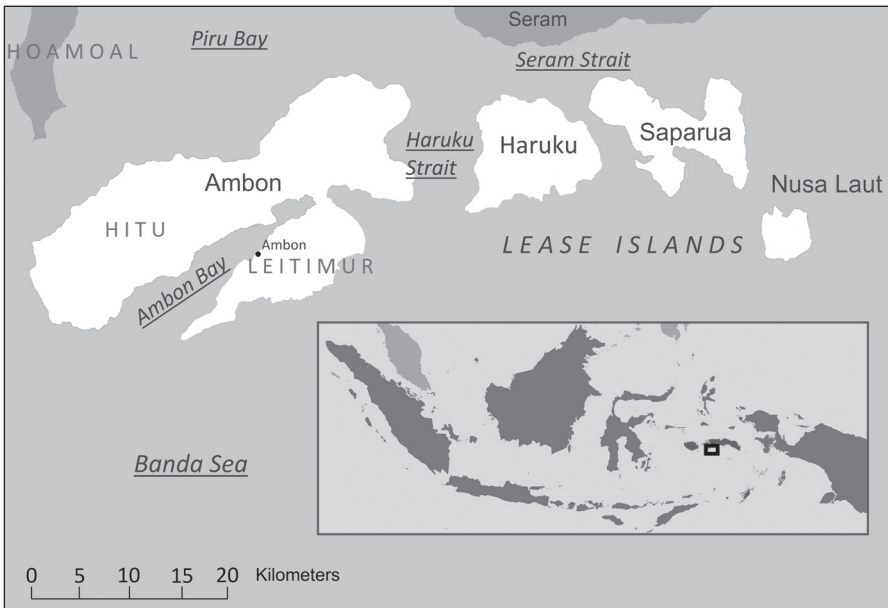 Seram
Piru Bay
HOAMOAL
Seram Strait
Haruku
Strait
Haruku
Saparua
Ambon
Nusa Laut
HITU
Ambon
LEASE ISLANDS
LEITIMUR
Ambon Bay
Banda Sea
0 5 10 15 20 Kilometers